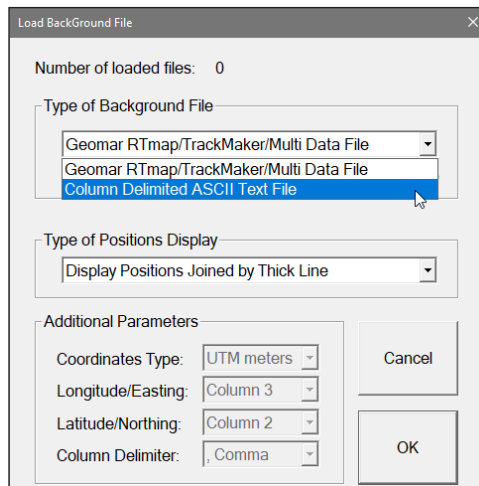 Load BackGround File
Number of loaded files: 0
Type of Background File
Geomar RTmap/TrackMaker/Multi Data File
Geomar RTmap/TrackMaker/Multi Data File
Column Delimited ASCII Text File
Type of Positions Display
Display Positions Joined by Thick Line
Additional Parameters
Coordinates Type: UTM meters
Longitude/Easting: Column 3
Latitude/Northing: Column 2
Column Delimiter: , Comma
Cancel
OK